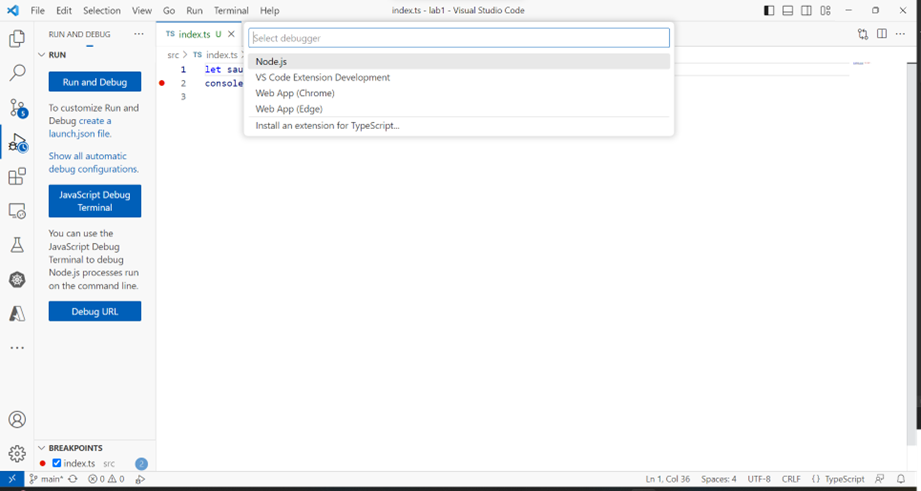 File Edit Selection View Go Run Terminal Help
index.ts - lab1 - Visual Studio Code
RUN AND DEBUG
TS index.ts U
Select debugger
RUN
src > TS index.ts >
Node.js
1 let sau
VS Code Extension Development
Run and Debug
2 console
Web App (Chrome)
3
Web App (Edge)
To customize Run and
Debug create a
launch.json file.
Install an extension for TypeScript...
Show all automatic
debug configurations.
JavaScript Debug
Terminal
You can use the
JavaScript Debug
Terminal to debug
Node.js processes run
on the command line.
Debug URL
BREAKPOINTS
index.ts src 2
main* 0 0
Ln 1, Col 36 Spaces: 4 UTF-8 CRLF {} TypeScript